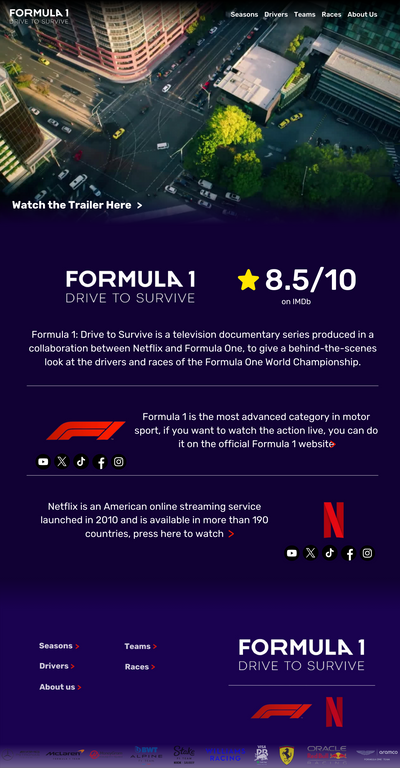 FORMULA 1
DRIVE TO SURVIVE
Seasons Drivers Teams Races About Us
Watch the Trailer Here >
FORMULA 1
DRIVE TO SURVIVE
8.5/10
on IMDb
Formula 1: Drive to Survive is a television documentary series produced in a
collaboration between Netflix and Formula One, to give a behind-the-scenes
look at the drivers and races of the Formula One World Championship.
Formula 1 is the most advanced category in motor
sport, if you want to watch the action live, you can do
it on the official Formula 1 website>
Netflix is an American online streaming service
launched in 2010 and is available in more than 190
countries, press here to watch >
N
Seasons >
Teams >
Drivers >
Races >
About us >
FORMULA 1
DRIVE TO SURVIVE
N
McLaren
ALPINE
Stake
RACING
VISA
ORACLE
Red Bull
aramco